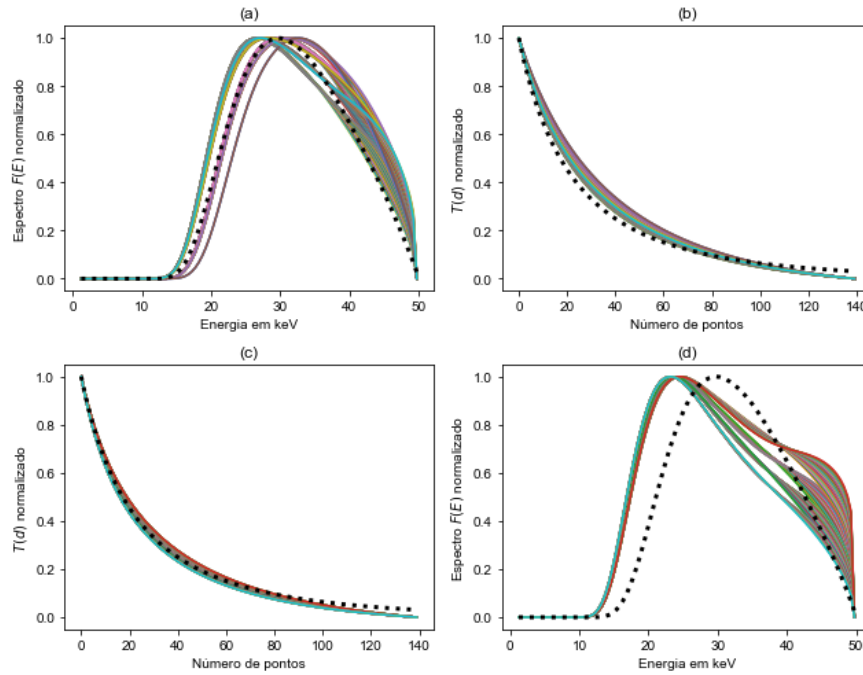 (a)
Espectro F(E) normalizado
1.0
0.8
0.6
0.4
0.2
0.0
0 10 20 30 40 50
Energia em keV
(b)
T(d) normalizado
1.0
0.8
0.6
0.4
0.2
0.0
0 20 40 60 80 100 120 140
Número de pontos
(c)
T(d) normalizado
1.0
0.8
0.6
0.4
0.2
0.0
0 20 40 60 80 100 120 140
Número de pontos
(d)
Espectro F(E) normalizado
1.0
0.8
0.6
0.4
0.2
0.0
0 10 20 30 40 50
Energia em keV